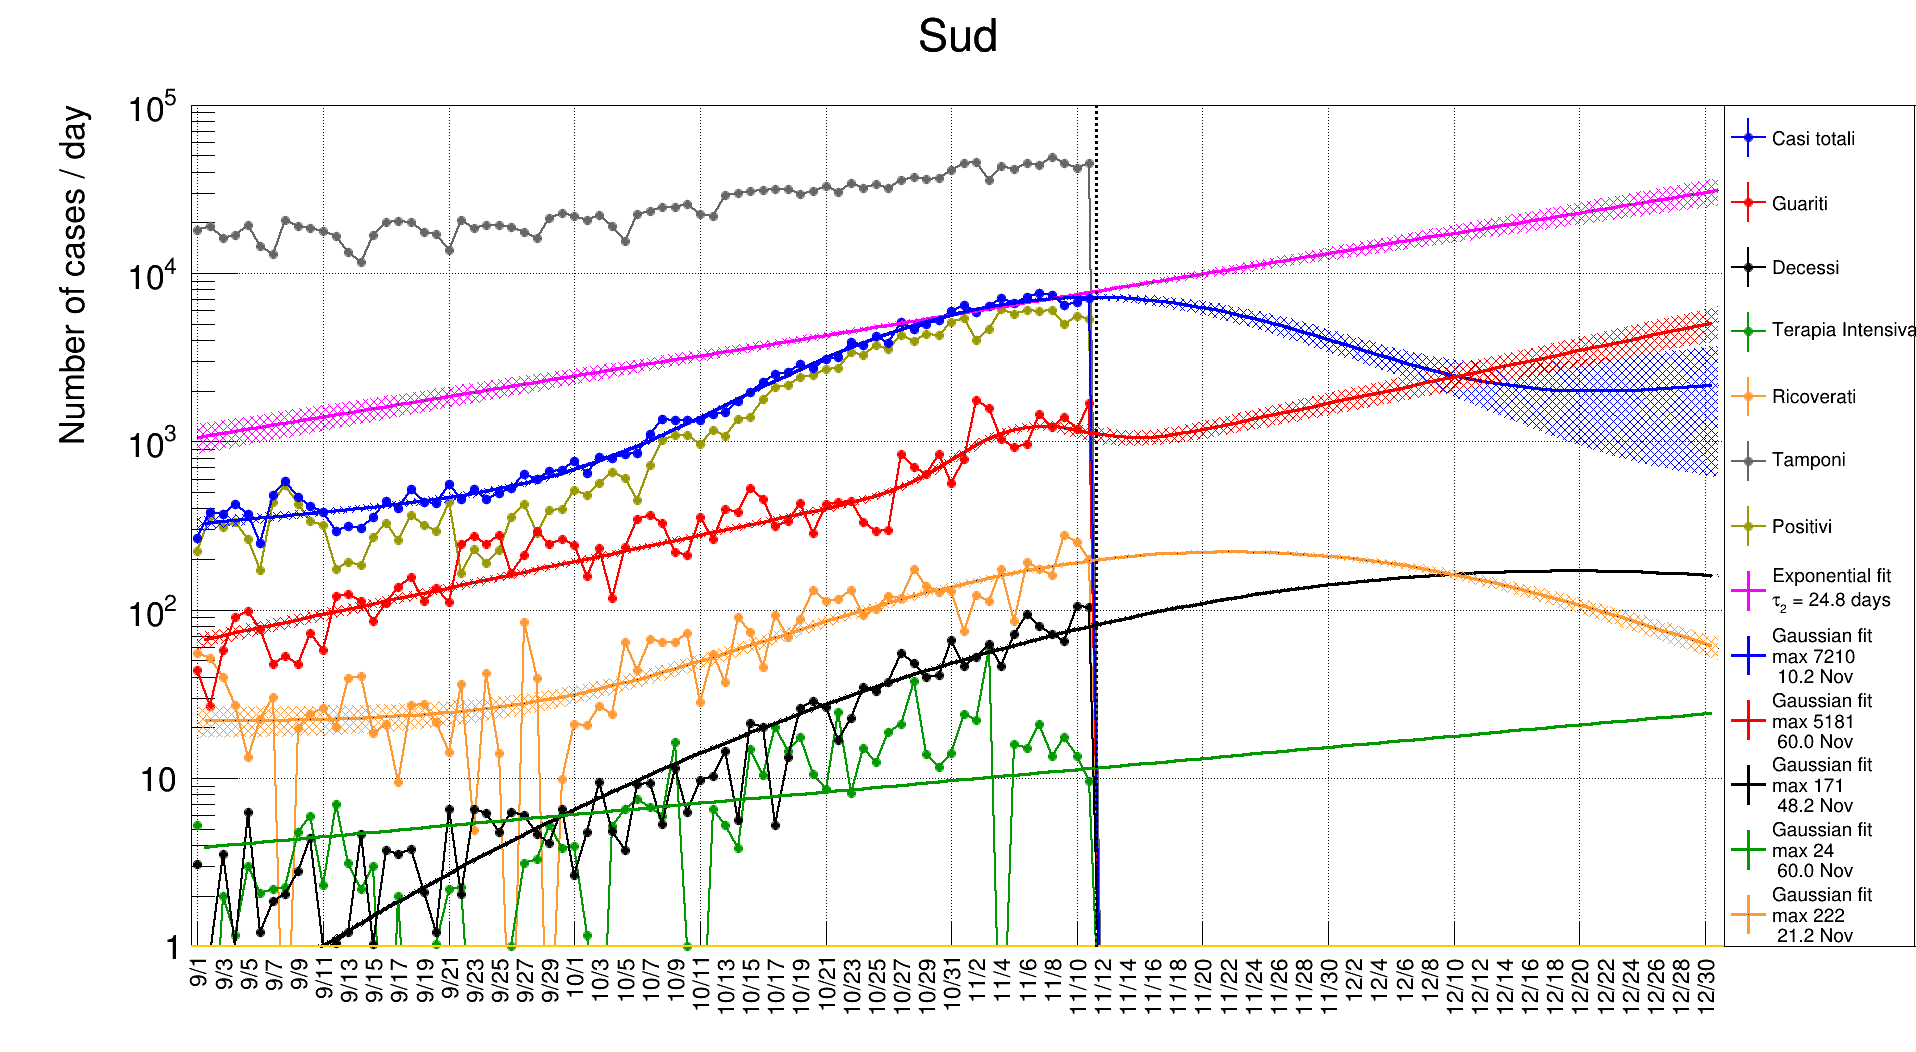 Sud
Number of cases / day
10^5
10^4
10^3
10^2
10
1
9/1
9/3
9/5
9/7
9/9
9/11
9/13
9/15
9/17
9/19
9/21
9/23
9/25
9/27
9/29
10/1
10/3
10/5
10/7
10/9
10/11
10/13
10/15
10/17
10/19
10/21
10/23
10/25
10/27
10/29
10/31
11/2
11/4
11/6
11/8
11/10
11/12
11/14
11/16
11/18
11/20
11/22
11/24
11/26
11/28
11/30
12/2
12/4
12/6
12/8
12/10
12/12
12/14
12/16
12/18
12/20
12/22
12/24
12/26
12/28
12/30
Casi totali
Guariti
Decessi
Terapia Intensiva
Ricoverati
Tamponi
Positivi
Exponential fit
τ₂ = 24.8 days
Gaussian fit
max 7210
10.2 Nov
Gaussian fit
max 5181
60.0 Nov
Gaussian fit
max 171
48.2 Nov
Gaussian fit
max 24
60.0 Nov
Gaussian fit
max 222
21.2 Nov